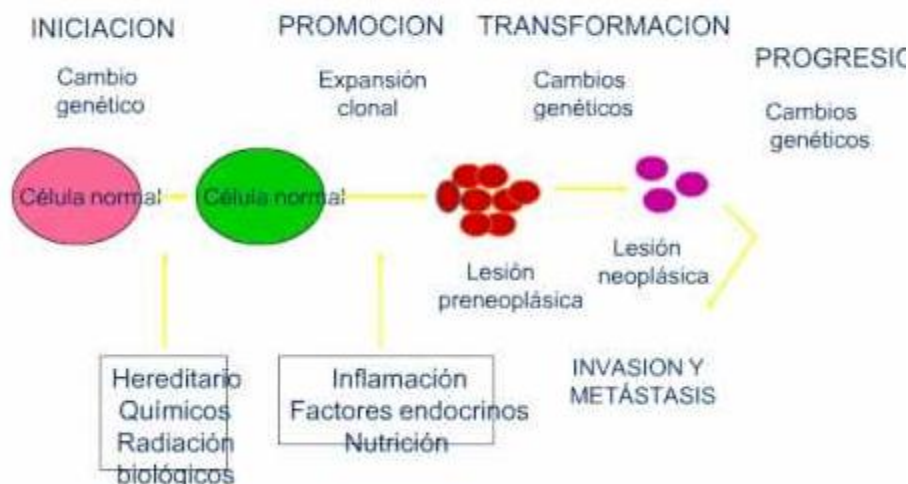 INICIACION
Cambio
genético
PROMOCION
Expansión
clonal
TRANSFORMACION
Cambios
genéticos
PROGRESIC
Cambios
genéticos
Célula normal
Célula normal
Lesión
preneoplásica
Lesión
neoplásica
Hereditario
Químicos
Radiación
biológicos
Inflamación
Factores endocrinos
Nutrición
INVASION Y
METÁSTASIS